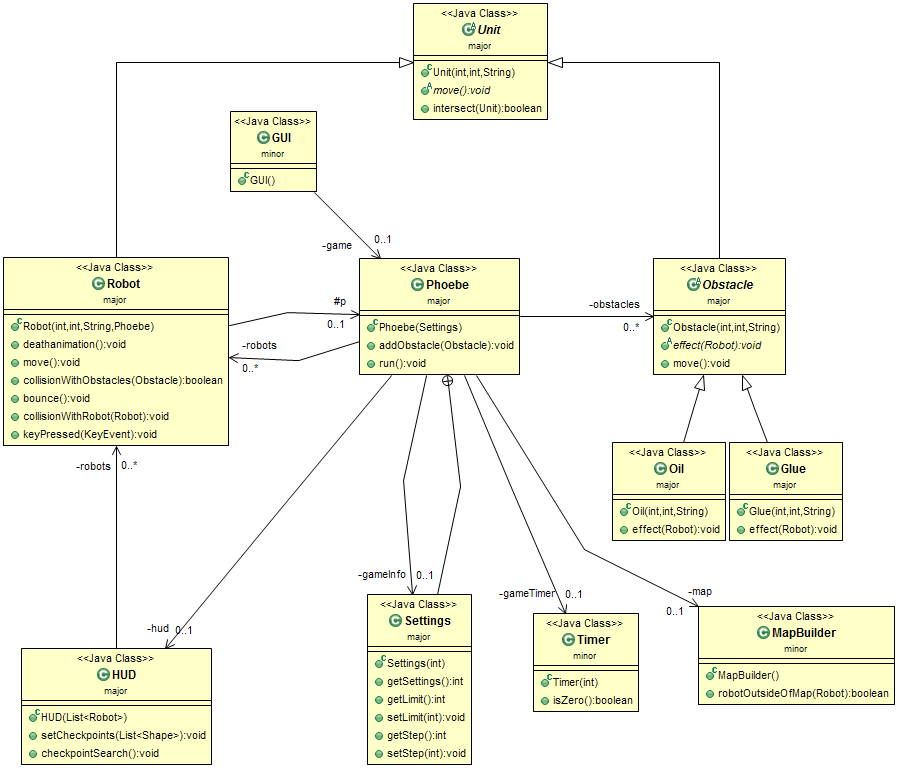 <<Java Class>>
Unit
major
Unit(int,int,String)
move():void
intersect(Unit):boolean
<<Java Class>>
GUI
minor
GUI()
-game
0..1
<<Java Class>>
Robot
major
Robot(int,int,String,Phoebe)
deathanimation():void
move():void
collisionWithObstacles(Obstacle):boolean
bounce():void
collisionWithRobot(Robot):void
keyPressed(KeyEvent):void
#p
0..1
-robots
0..*
<<Java Class>>
Phoebe
major
Phoebe(Settings)
addObstacle(Obstacle):void
run():void
-obstacles
0..*
<<Java Class>>
Obstacle
major
Obstacle(int,int,String)
effect(Robot):void
move():void
<<Java Class>>
Oil
major
Oil(int,int,String)
effect(Robot):void
<<Java Class>>
Glue
major
Glue(int,int,String)
effect(Robot):void
-robots
0..*
-hud
0..1
-gameInfo
0..1
-gameTimer
0..1
-map
0..1
<<Java Class>>
HUD
major
HUD(List<Robot>)
setCheckpoints(List<Shape>):void
checkpointSearch():void
<<Java Class>>
Settings
major
Settings(int)
getSettings():int
getLimit():int
setLimit(int):void
getStep():int
setStep(int):void
<<Java Class>>
Timer
minor
Timer(int)
isZero():boolean
<<Java Class>>
MapBuilder
minor
MapBuilder()
robotOutsideOfMap(Robot):boolean